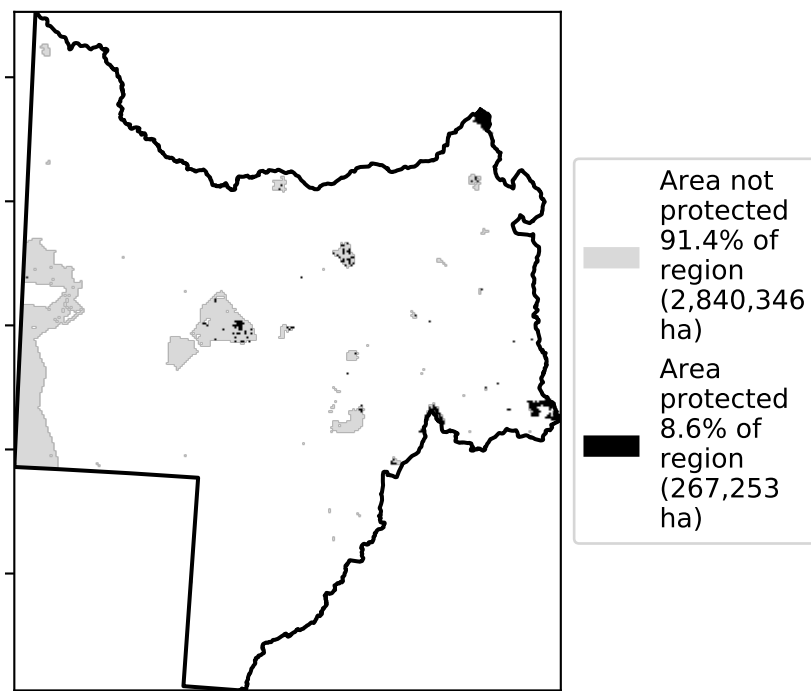 Area not
protected
91.4% of
region
(2,840,346
ha)
Area
protected
8.6% of
region
(267,253
ha)